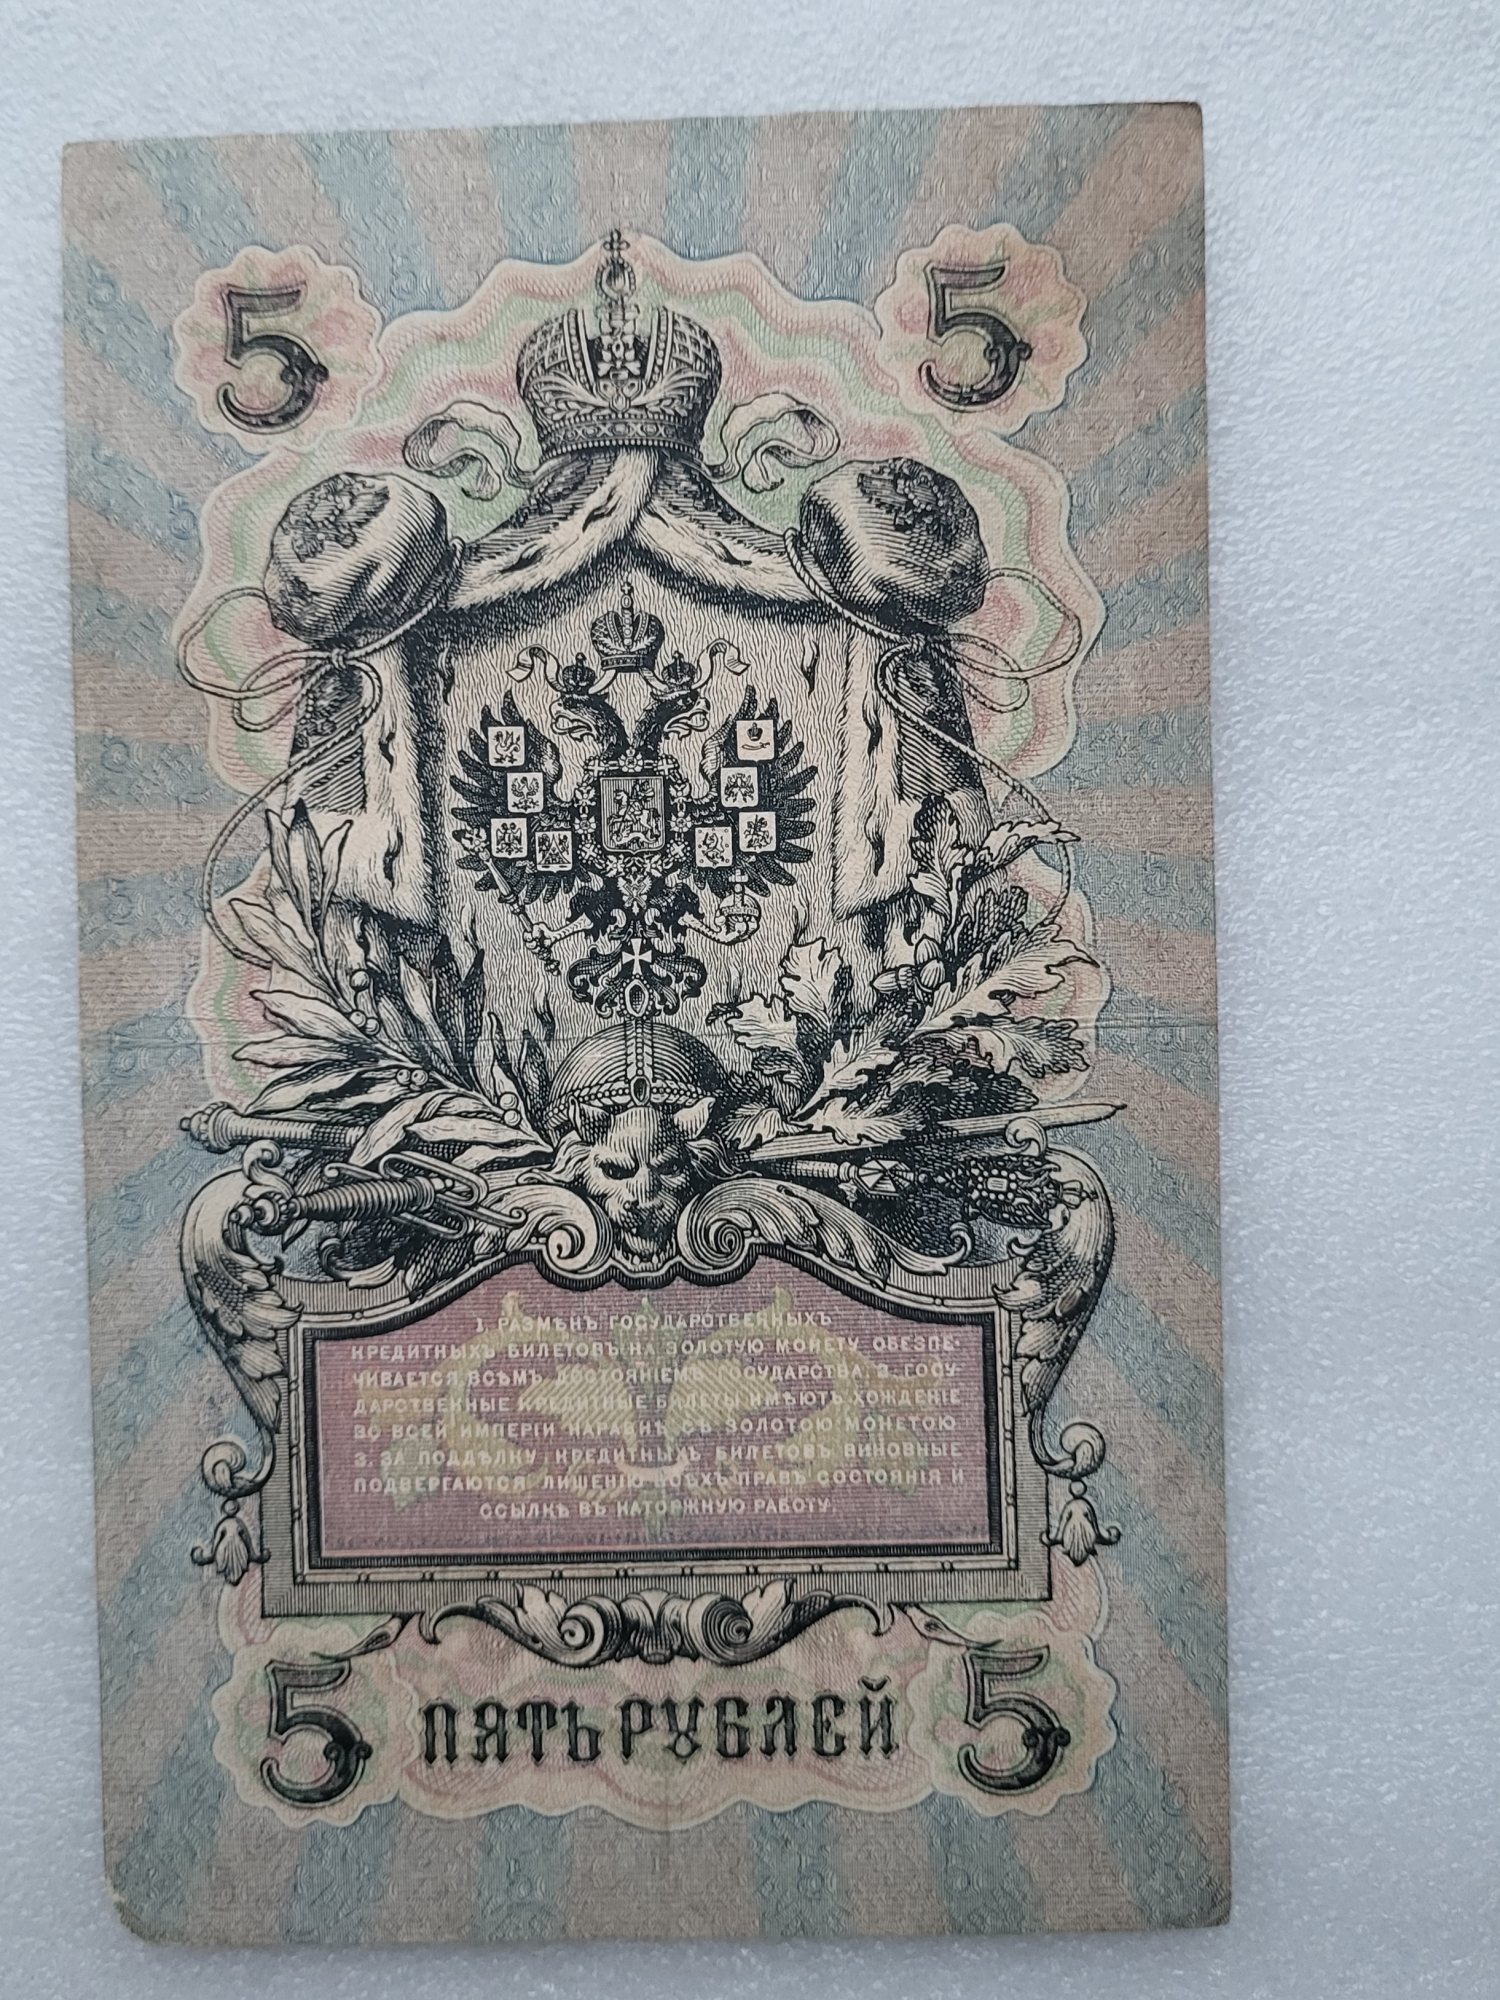 5 5
1. РАЗМѢНЪ ГОСУДАРСТВЕННЫХЪ
КРЕДИТНЫХЪ БИЛЕТОВЪ НА ЗОЛОТУЮ МОНЕТУ ОБЕЗПЕ-
ЧИВАЕТСЯ ВСѢМЪ ДОСТОЯНІЕМЪ ГОСУДАРСТВА, 2. ГОСУ-
ДАРСТВЕННЫЕ КРЕДИТНЫЕ БИЛЕТЫ ИМѢЮТЪ ХОЖДЕНІЕ
ВО ВСЕЙ ИМПЕРІИ НАРАВНѢ СЪ ЗОЛОТОЮ МОНЕТОЮ
3. ЗА ПОДДѢЛКУ КРЕДИТНЫХЪ БИЛЕТОВЪ ВИНОВНЫЕ
ПОДВЕРГАЮТСЯ ЛИШЕНІЮ ВСѢХЪ ПРАВЪ СОСТОЯНІЯ И
ССЫЛКѢ ВЪ КАТОРЖНУЮ РАБОТУ.
5 ПЯТЬ РУБЛЕЙ 5